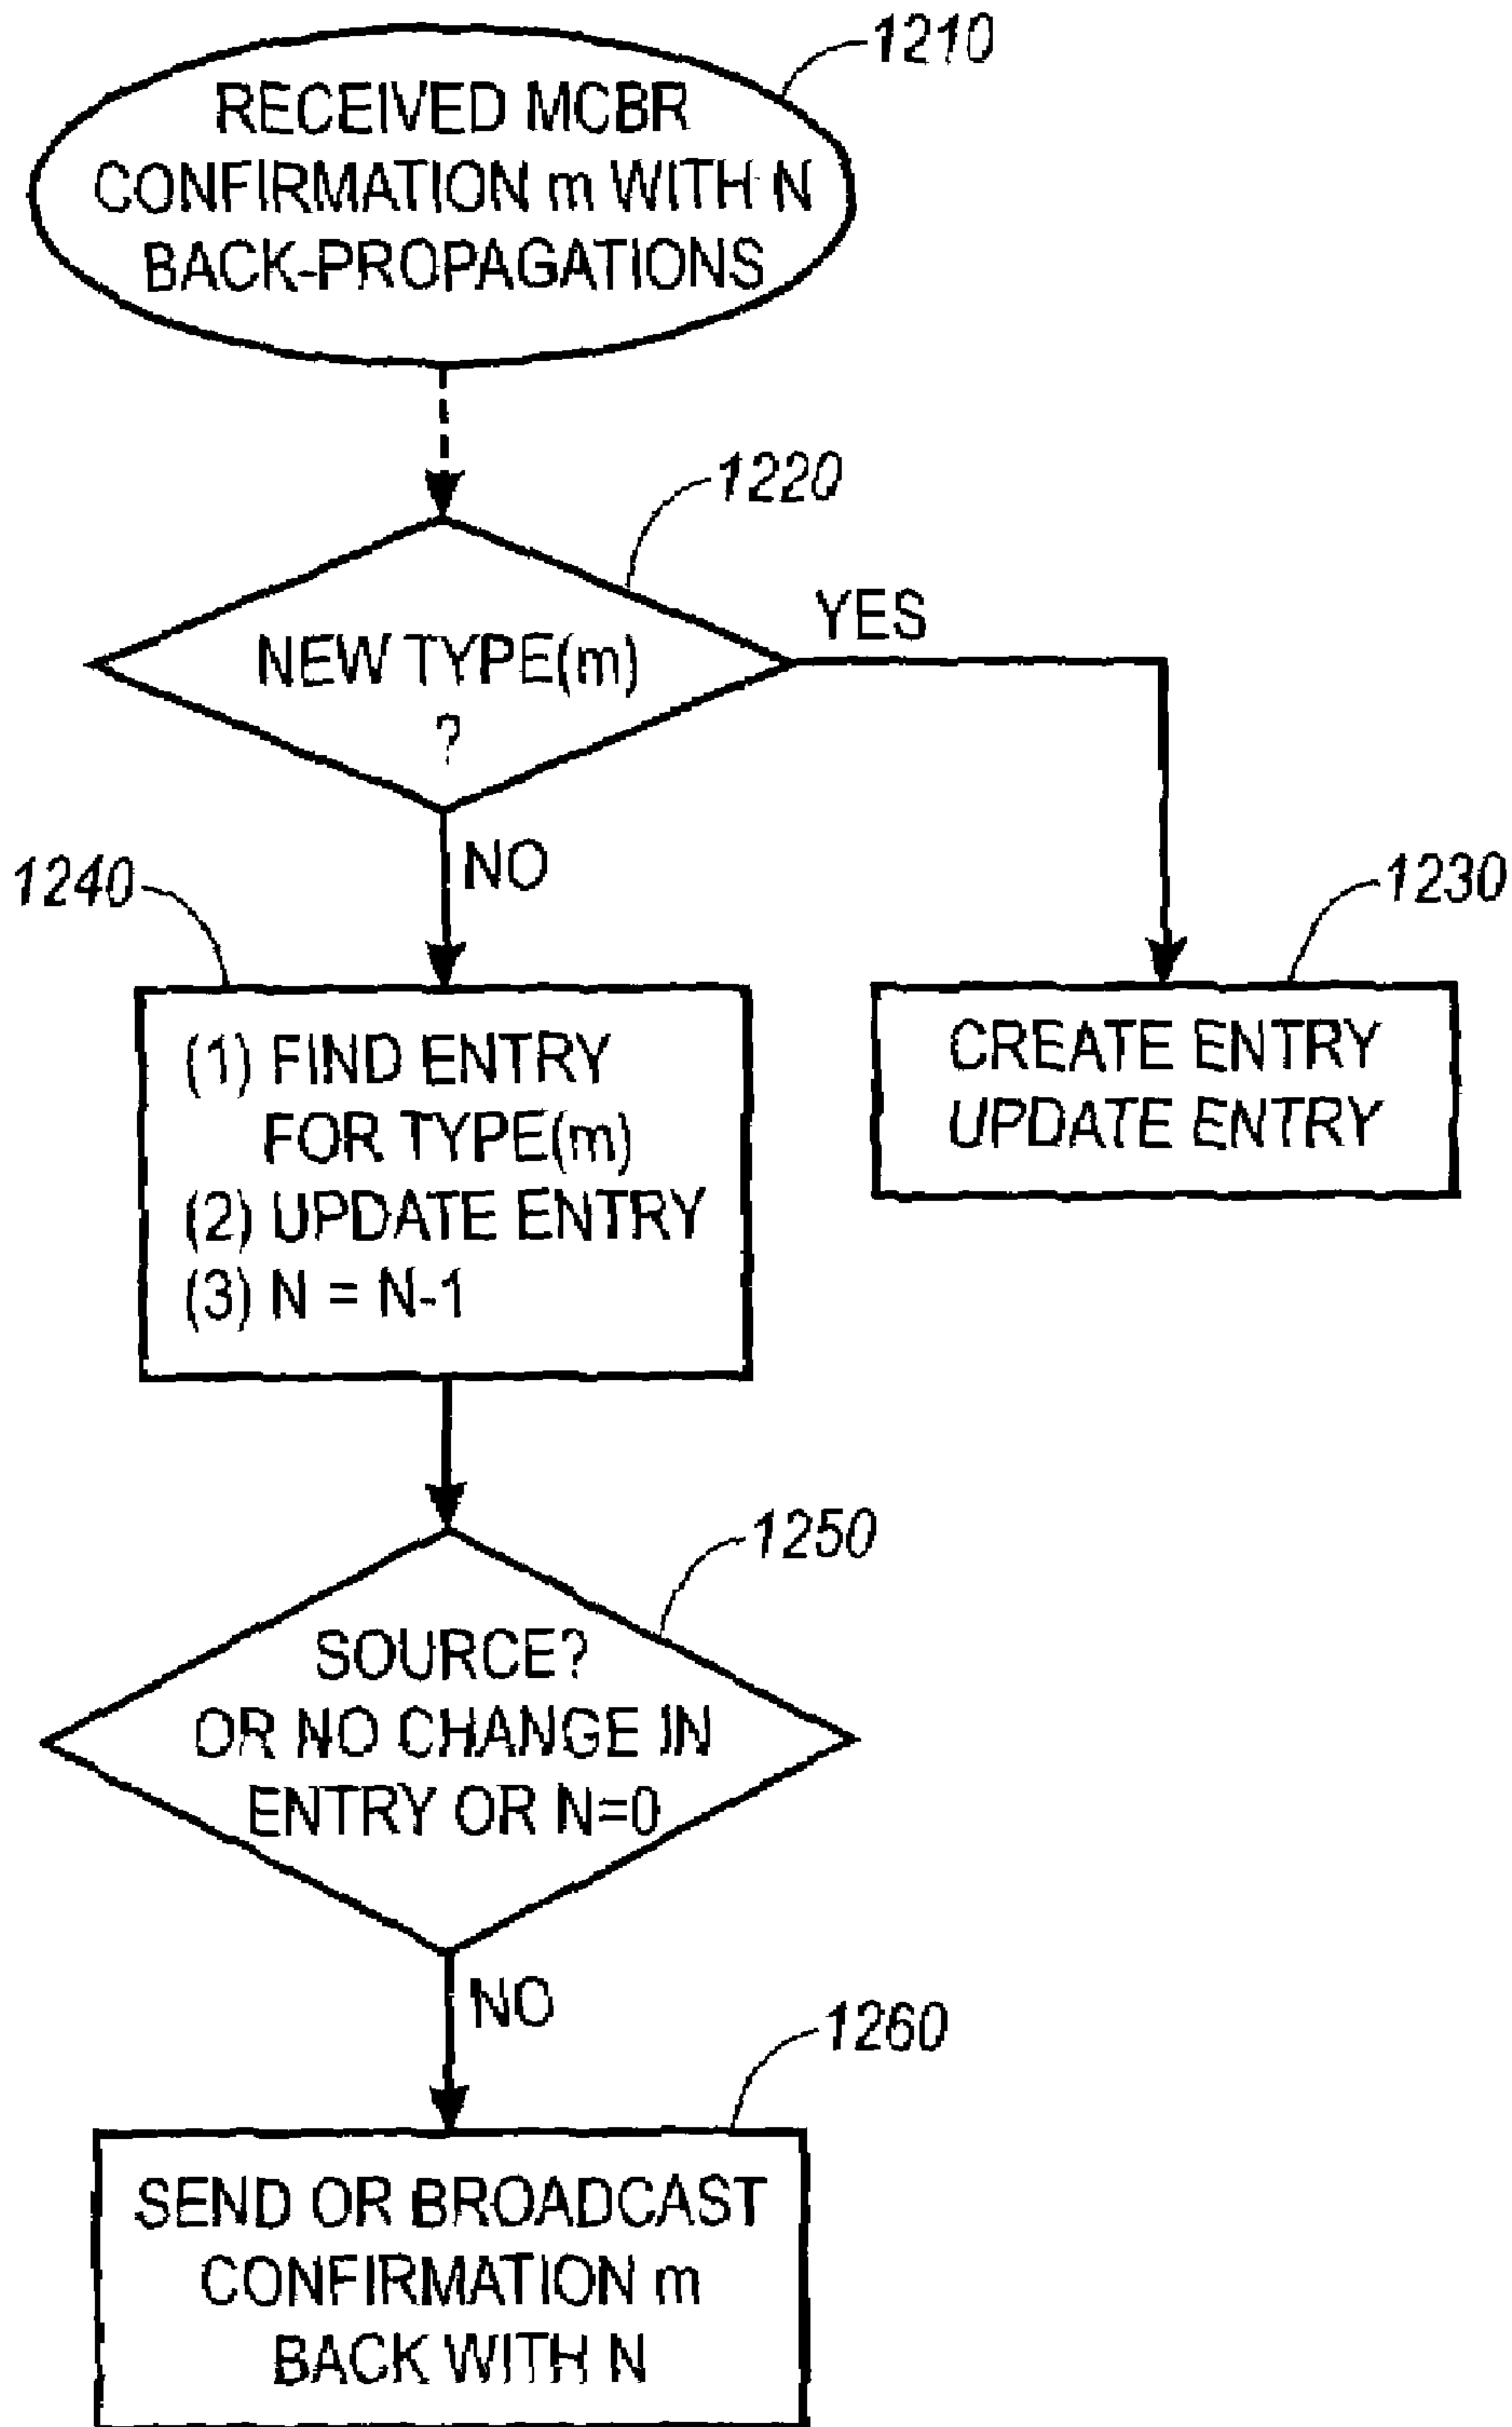 1210
RECEIVED MCBR
CONFIRMATION m WITH N
BACK-PROPAGATIONS
1220
NEW TYPE(m)
?
YES
NO
1240
(1) FIND ENTRY
FOR TYPE(m)
(2) UPDATE ENTRY
(3) N = N-1
1230
CREATE ENTRY
UPDATE ENTRY
1250
SOURCE?
OR NO CHANGE IN
ENTRY OR N=0
NO
1260
SEND OR BROADCAST
CONFIRMATION m
BACK WITH N